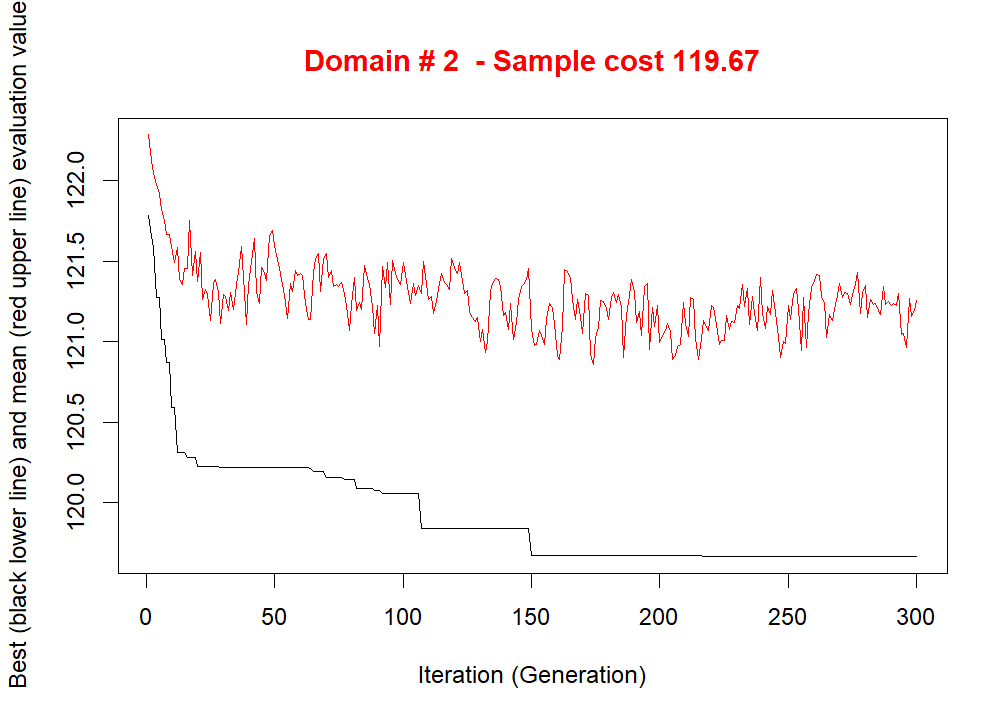 Domain # 2  - Sample cost 119.67
Best (black lower line) and mean (red upper line) evaluation value
122.0
121.5
121.0
120.5
120.0
0 50 100 150 200 250 300
Iteration (Generation)